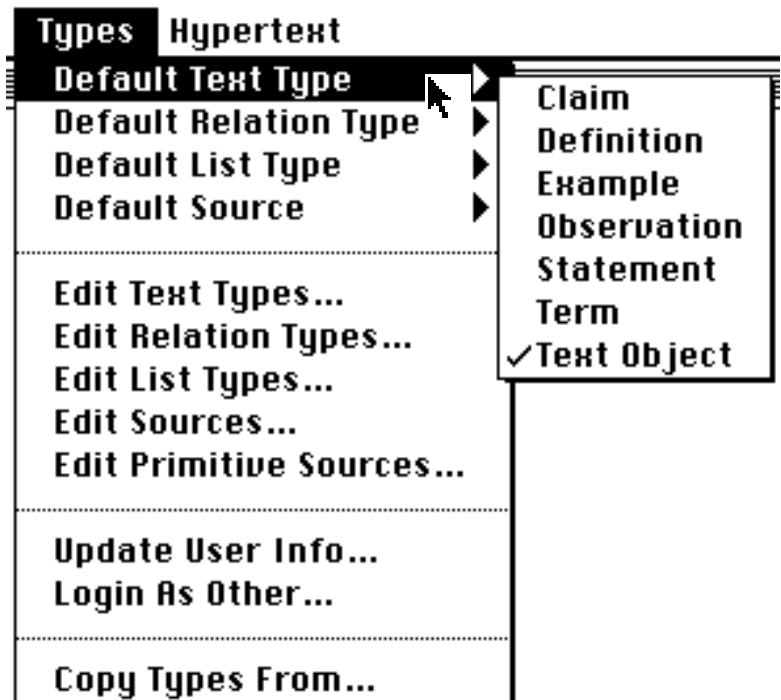 Types Hypertext
Default Text Type
Default Relation Type
Default List Type
Default Source
Edit Text Types...
Edit Relation Types...
Edit List Types...
Edit Sources...
Edit Primitive Sources...
Update User Info...
Login As Other...
Copy Types From...
Claim
Definition
Example
Observation
Statement
Term
✓Text Object